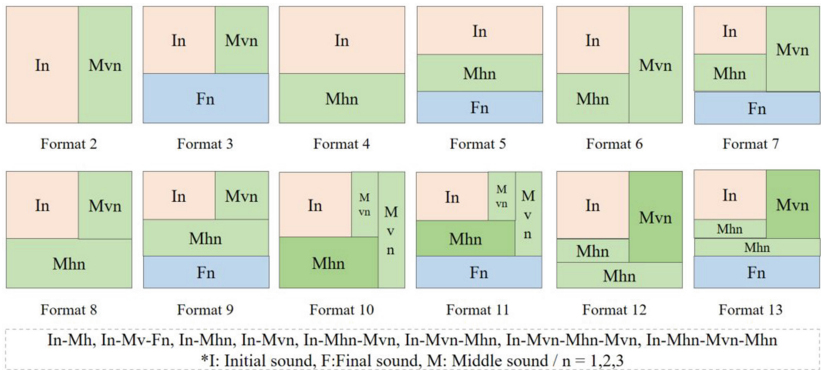 In Mvn
In Mvn
Fn
In
Mhn
In
Mhn
Fn
In Mvn
Mhn
In Mvn
Mhn
Fn
Format 2 Format 3 Format 4 Format 5 Format 6 Format 7
In Mvn
Mhn
In Mvn
Mhn
Fn
In M vn M v n
Mhn
In M vn M v n
Mhn
Fn
In Mvn
Mhn
Mhn
In Mvn
Mhn
Mhn
Fn
Format 8 Format 9 Format 10 Format 11 Format 12 Format 13
In-Mh, In-Mv-Fn, In-Mhn, In-Mvn, In-Mhn-Mvn, In-Mvn-Mhn, In-Mvn-Mhn-Mvn, In-Mhn-Mvn-Mhn
*I: Initial sound, F:Final sound, M: Middle sound / n = 1,2,3